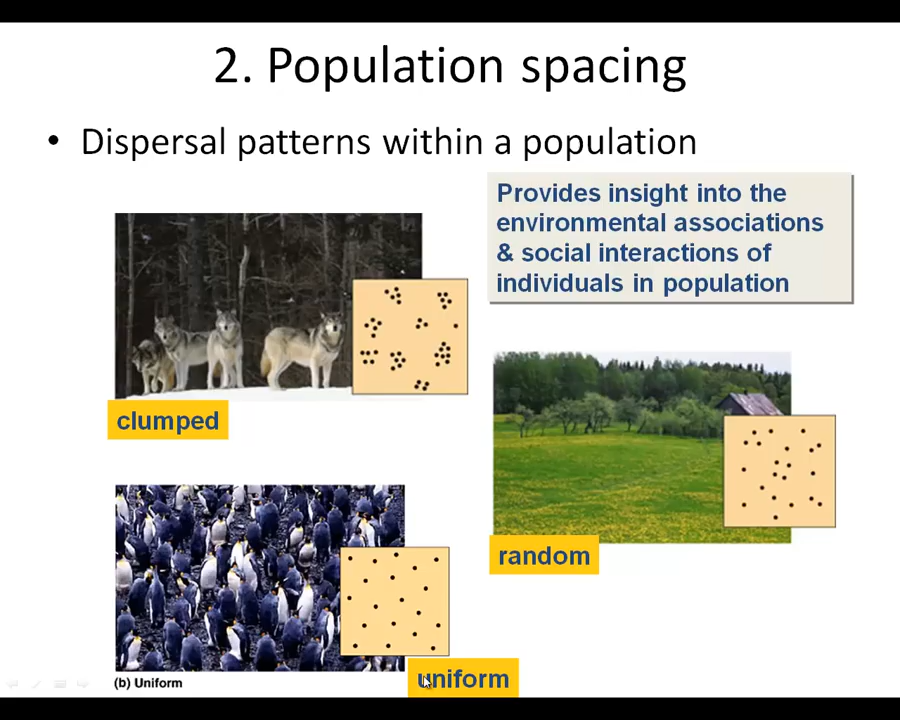 2. Population spacing
• Dispersal patterns within a population
Provides insight into the
environmental associations
& social interactions of
individuals in population
clumped
random
(b) Uniform
uniform